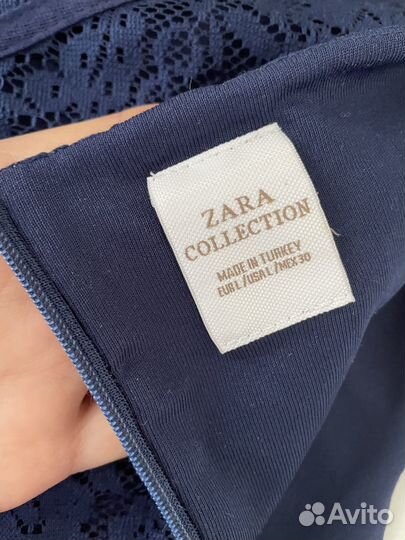 ZARA
COLLECTION
MADE IN TURKEY
EUR L / USA L / MEX 30
Avito